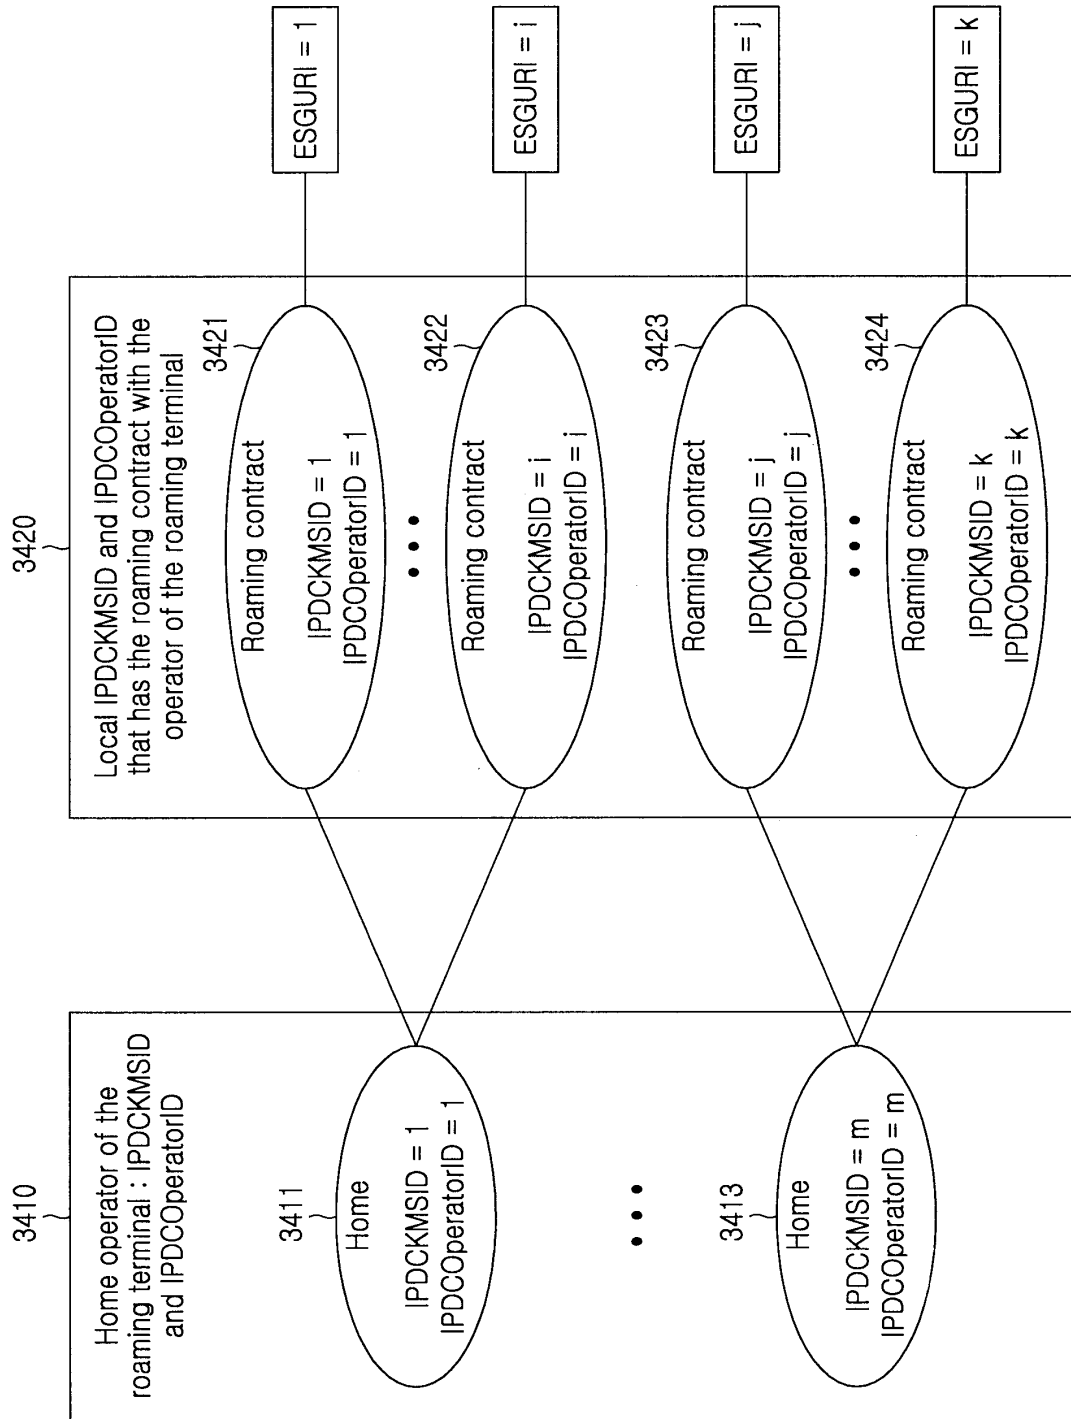 3410
Home operator of the
roaming terminal : IPDCKMSID
and IPDCOperatorID
3411
Home
IPDCKMSID = 1
IPDCOperatorID = 1
3413
Home
IPDCKMSID = m
IPDCOperatorID = m
3420
Local IPDCKMSID and IPDCOperatorID
that has the roaming contract with the
operator of the roaming terminal
3421
Roaming contract
IPDCKMSID = 1
IPDCOperatorID = 1
3422
Roaming contract
IPDCKMSID = i
IPDCOperatorID = i
3423
Roaming contract
IPDCKMSID = j
IPDCOperatorID = j
3424
Roaming contract
IPDCKMSID = k
IPDCOperatorID = k
ESGURI = 1
ESGURI = i
ESGURI = j
ESGURI = k